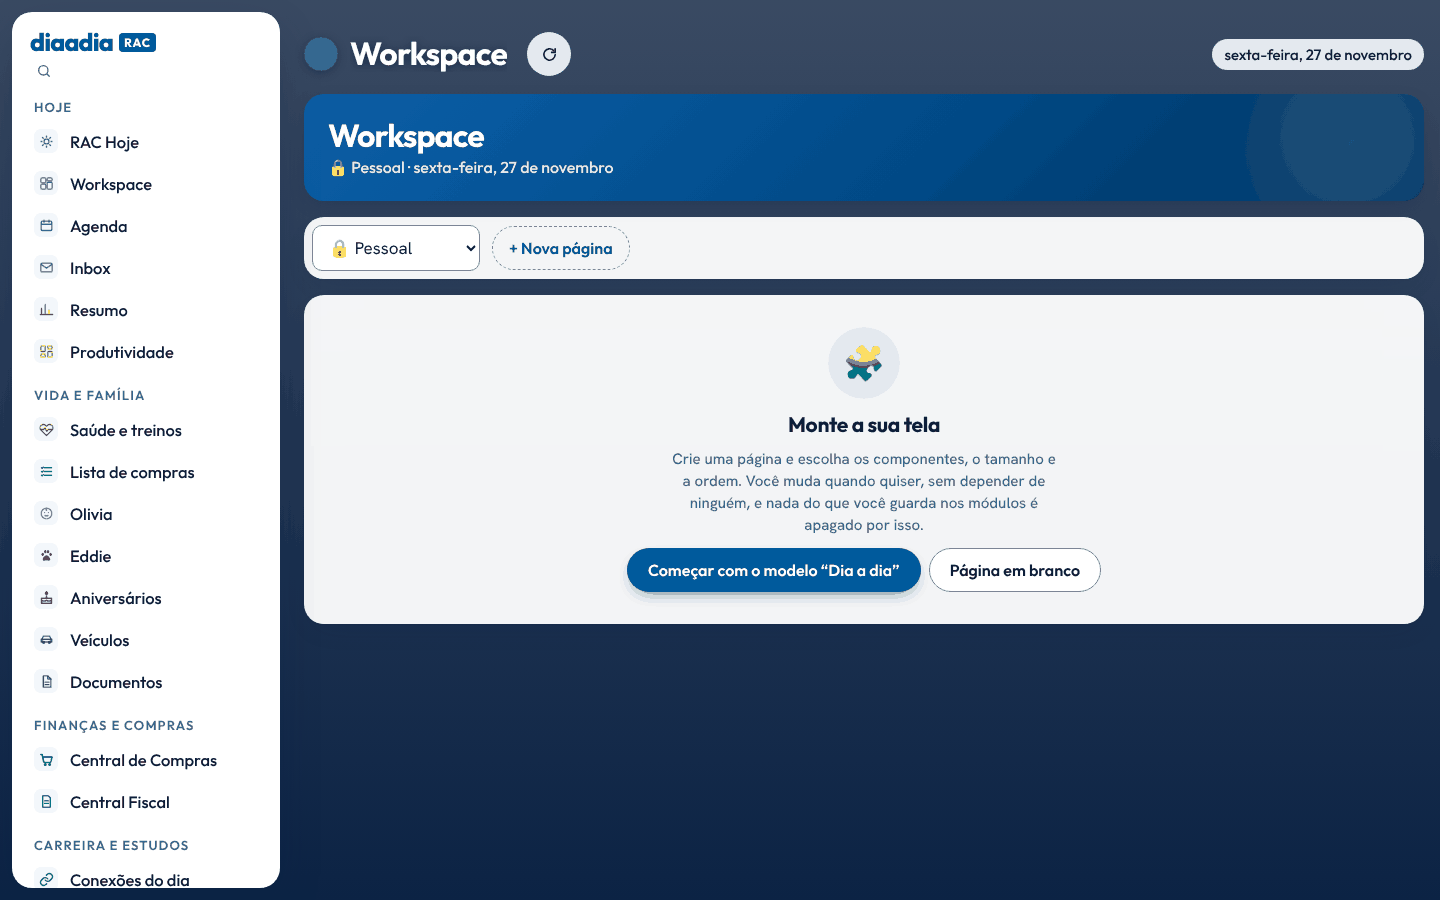 diaadia RAC
HOJE
RAC Hoje
Workspace
Agenda
Inbox
Resumo
Produtividade
VIDA E FAMÍLIA
Saúde e treinos
Lista de compras
Olivia
Eddie
Aniversários
Veículos
Documentos
FINANÇAS E COMPRAS
Central de Compras
Central Fiscal
CARREIRA E ESTUDOS
Conexões do dia
Workspace
sexta-feira, 27 de novembro
Workspace
Pessoal · sexta-feira, 27 de novembro
Pessoal
+ Nova página
Monte a sua tela
Crie uma página e escolha os componentes, o tamanho e
a ordem. Você muda quando quiser, sem depender de
ninguém, e nada do que você guarda nos módulos é
apagado por isso.
Começar com o modelo “Dia a dia”
Página em branco